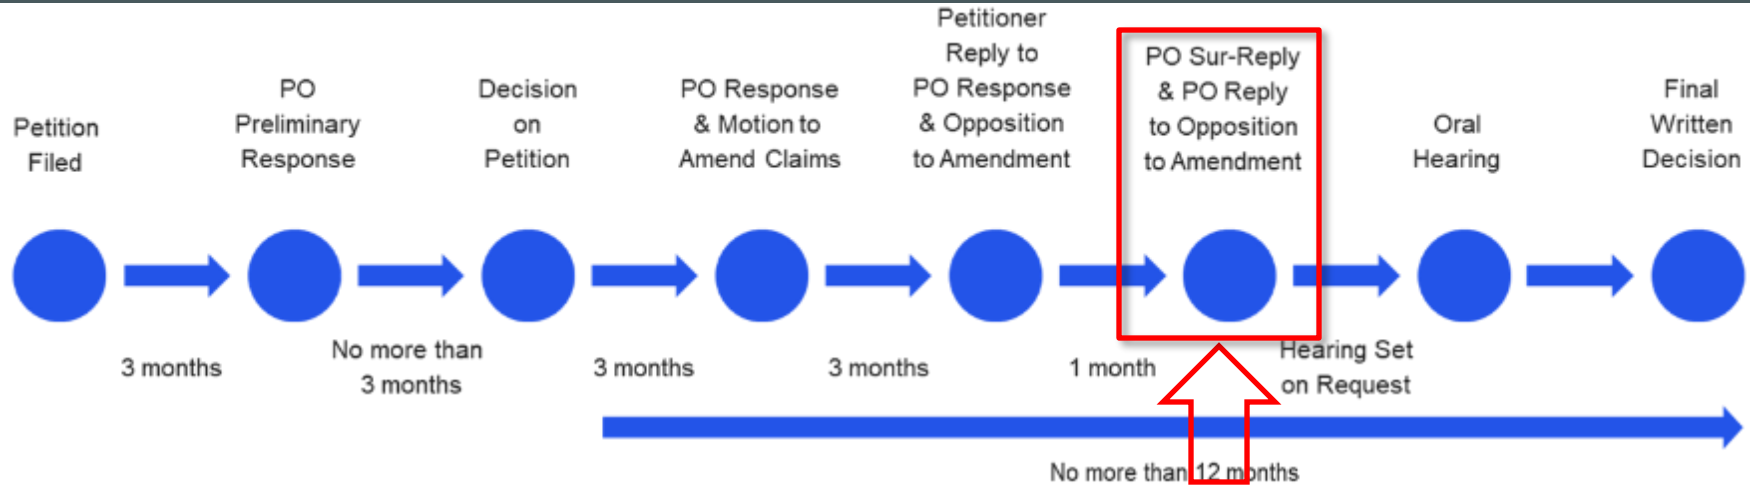 Petition
Filed
PO
Preliminary
Response
Decision
on
Petition
PO Response
& Motion to
Amend Claims
Petitioner
Reply to
PO Response
& Opposition
to Amendment
PO Sur-Reply
& PO Reply
to Opposition
to Amendment
Oral
Hearing
Final
Written
Decision
3 months
No more than
3 months
3 months
3 months
1 month
Hearing Set
on Request
No more than 12 months